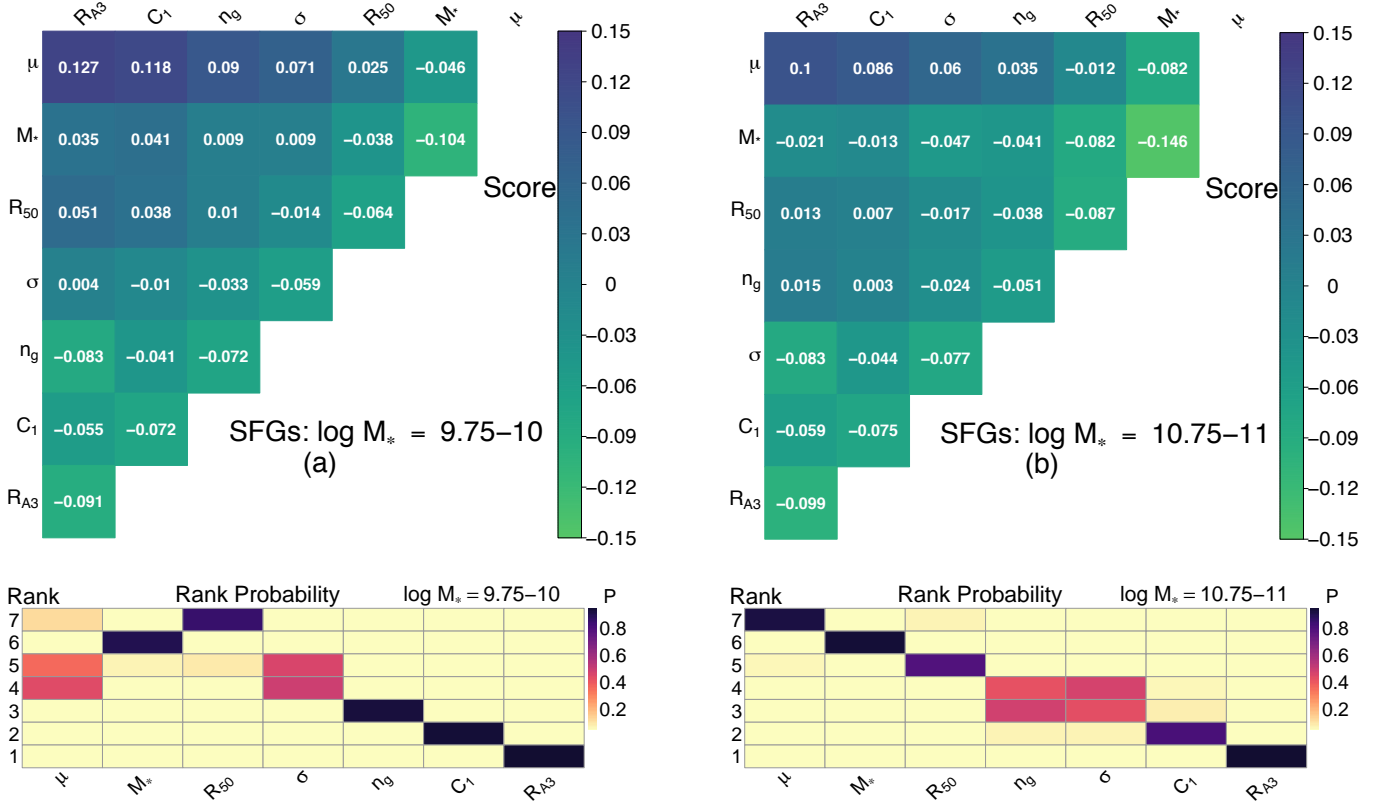 R_A3 C_1 n_g σ R_50 M_* μ
μ 0.127 0.118 0.09 0.071 0.025 −0.046
M_* 0.035 0.041 0.009 0.009 −0.038 −0.104
R_50 0.051 0.038 0.01 −0.014 −0.064
σ 0.004 −0.01 −0.033 −0.059
n_g −0.083 −0.041 −0.072
C_1 −0.055 −0.072
R_A3 −0.091
SFGs: log M_* = 9.75−10
(a)
Score
0.15
0.12
0.09
0.06
0.03
0
−0.03
−0.06
−0.09
−0.12
−0.15
R_A3 C_1 σ n_g R_50 M_* μ
μ 0.1 0.086 0.06 0.035 −0.012 −0.082
M_* −0.021 −0.013 −0.047 −0.041 −0.082 −0.146
R_50 0.013 0.007 −0.017 −0.038 −0.087
n_g 0.015 0.003 −0.024 −0.051
σ −0.083 −0.044 −0.077
C_1 −0.059 −0.075
R_A3 −0.099
SFGs: log M_* = 10.75−11
(b)
Score
0.15
0.12
0.09
0.06
0.03
0
−0.03
−0.06
−0.09
−0.12
−0.15
Rank Rank Probability log M_* = 9.75−10 P
7
6
5
4
3
2
1
μ M_* R_50 σ n_g C_1 R_A3
0.8
0.6
0.4
0.2
Rank Rank Probability log M_* = 10.75−11 P
7
6
5
4
3
2
1
μ M_* R_50 n_g σ C_1 R_A3
0.8
0.6
0.4
0.2